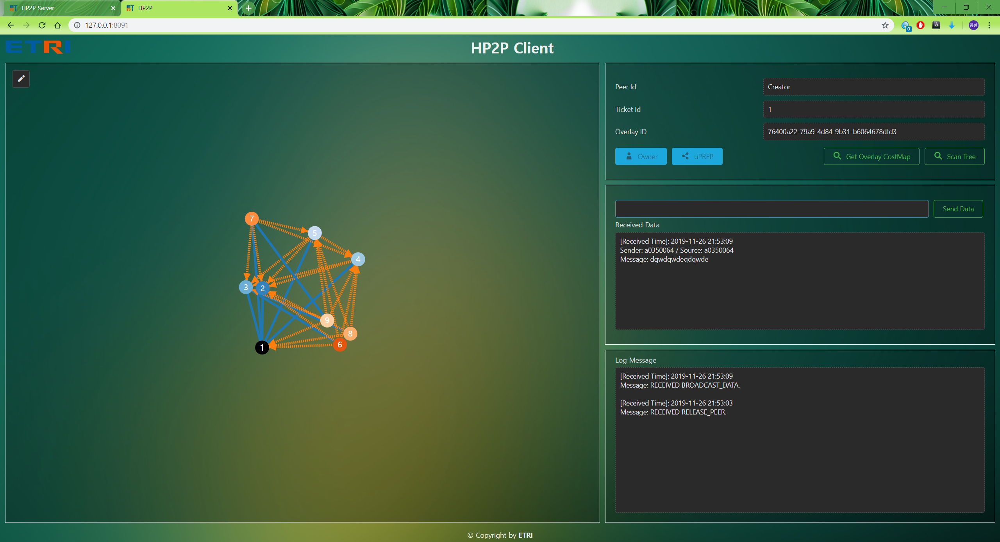 HP2P Server
HP2P
127.0.0.1:8091
0
A
종환
ETRI
HP2P Client
Peer Id
Creator
Ticket Id
1
Overlay ID
76400a22-79a9-4d84-9b31-b6064678dfd3
Owner
uPREP
Get Overlay CostMap
Scan Tree
7
5
4
3
2
9
8
6
1
Send Data
Received Data
[Received Time]: 2019-11-26 21:53:09
Sender: a0350064 / Source: a0350064
Message: dqwdqwdeqdqwde
Log Message
[Received Time]: 2019-11-26 21:53:09
Message: RECEIVED BROADCAST_DATA.
[Received Time]: 2019-11-26 21:53:03
Message: RECEIVED RELEASE_PEER.
© Copyright by ETRI